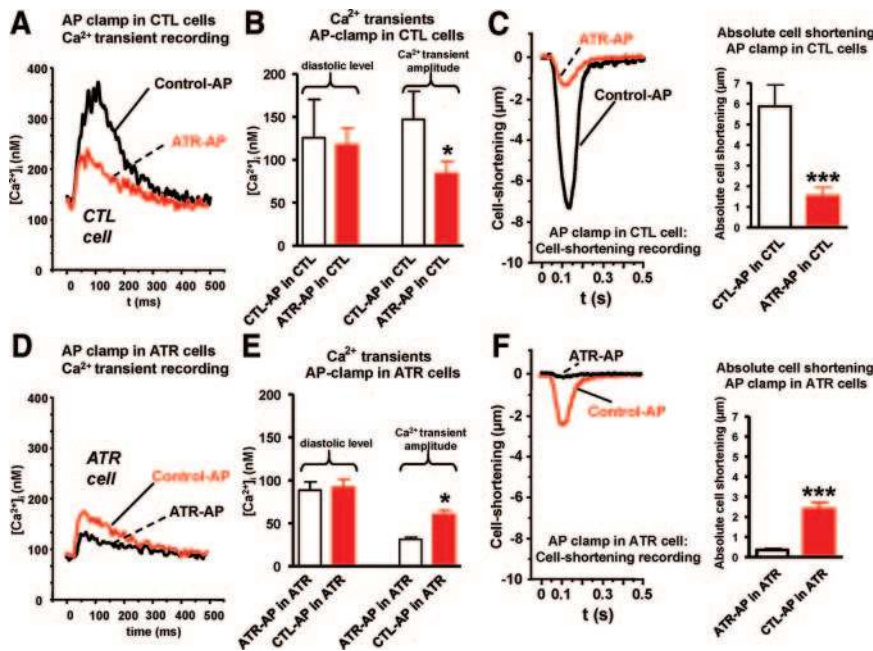 A
AP clamp in CTL cells
Ca2+ transient recording
[Ca2+]i (nM)
400
300
200
100
0
Control-AP
ATR-AP
CTL
cell
0 100 200 300 400 500
t (ms)
B
Ca2+ transients
AP-clamp in CTL cells
[Ca2+]i (nM)
200
150
100
50
0
diastolic level
Ca2+ transient
amplitude
*
CTL-AP in CTL
ATR-AP in CTL
CTL-AP in CTL
ATR-AP in CTL
C
Cell-shortening (µm)
0
-2
-4
-6
-8
-10
ATR-AP
Control-AP
AP clamp in CTL cell:
Cell-shortening recording
0 0.1 0.3 0.5
t (s)
Absolute cell shortening
AP clamp in CTL cells
Absolute cell shortening (µm)
7
6
5
4
3
2
1
0
***
CTL-AP in CTL
ATR-AP in CTL
D
AP clamp in ATR cells
Ca2+ transient recording
[Ca2+]i (nM)
400
300
200
100
0
ATR
cell
Control-AP
ATR-AP
0 100 200 300 400 500
time (ms)
E
Ca2+ transients
AP-clamp in ATR cells
[Ca2+]i (nM)
200
150
100
50
0
diastolic level
Ca2+ transient
amplitude
*
ATR-AP in ATR
CTL-AP in ATR
ATR-AP in ATR
CTL-AP in ATR
F
Cell-shortening (µm)
0
-2
-4
-6
-8
-10
ATR-AP
Control-AP
AP clamp in ATR cell:
Cell-shortening recording
0 0.1 0.3 0.5
t (s)
Absolute cell shortening
AP clamp in ATR cells
Absolute cell shortening (µm)
7
6
5
4
3
2
1
0
***
ATR-AP in ATR
CTL-AP in ATR